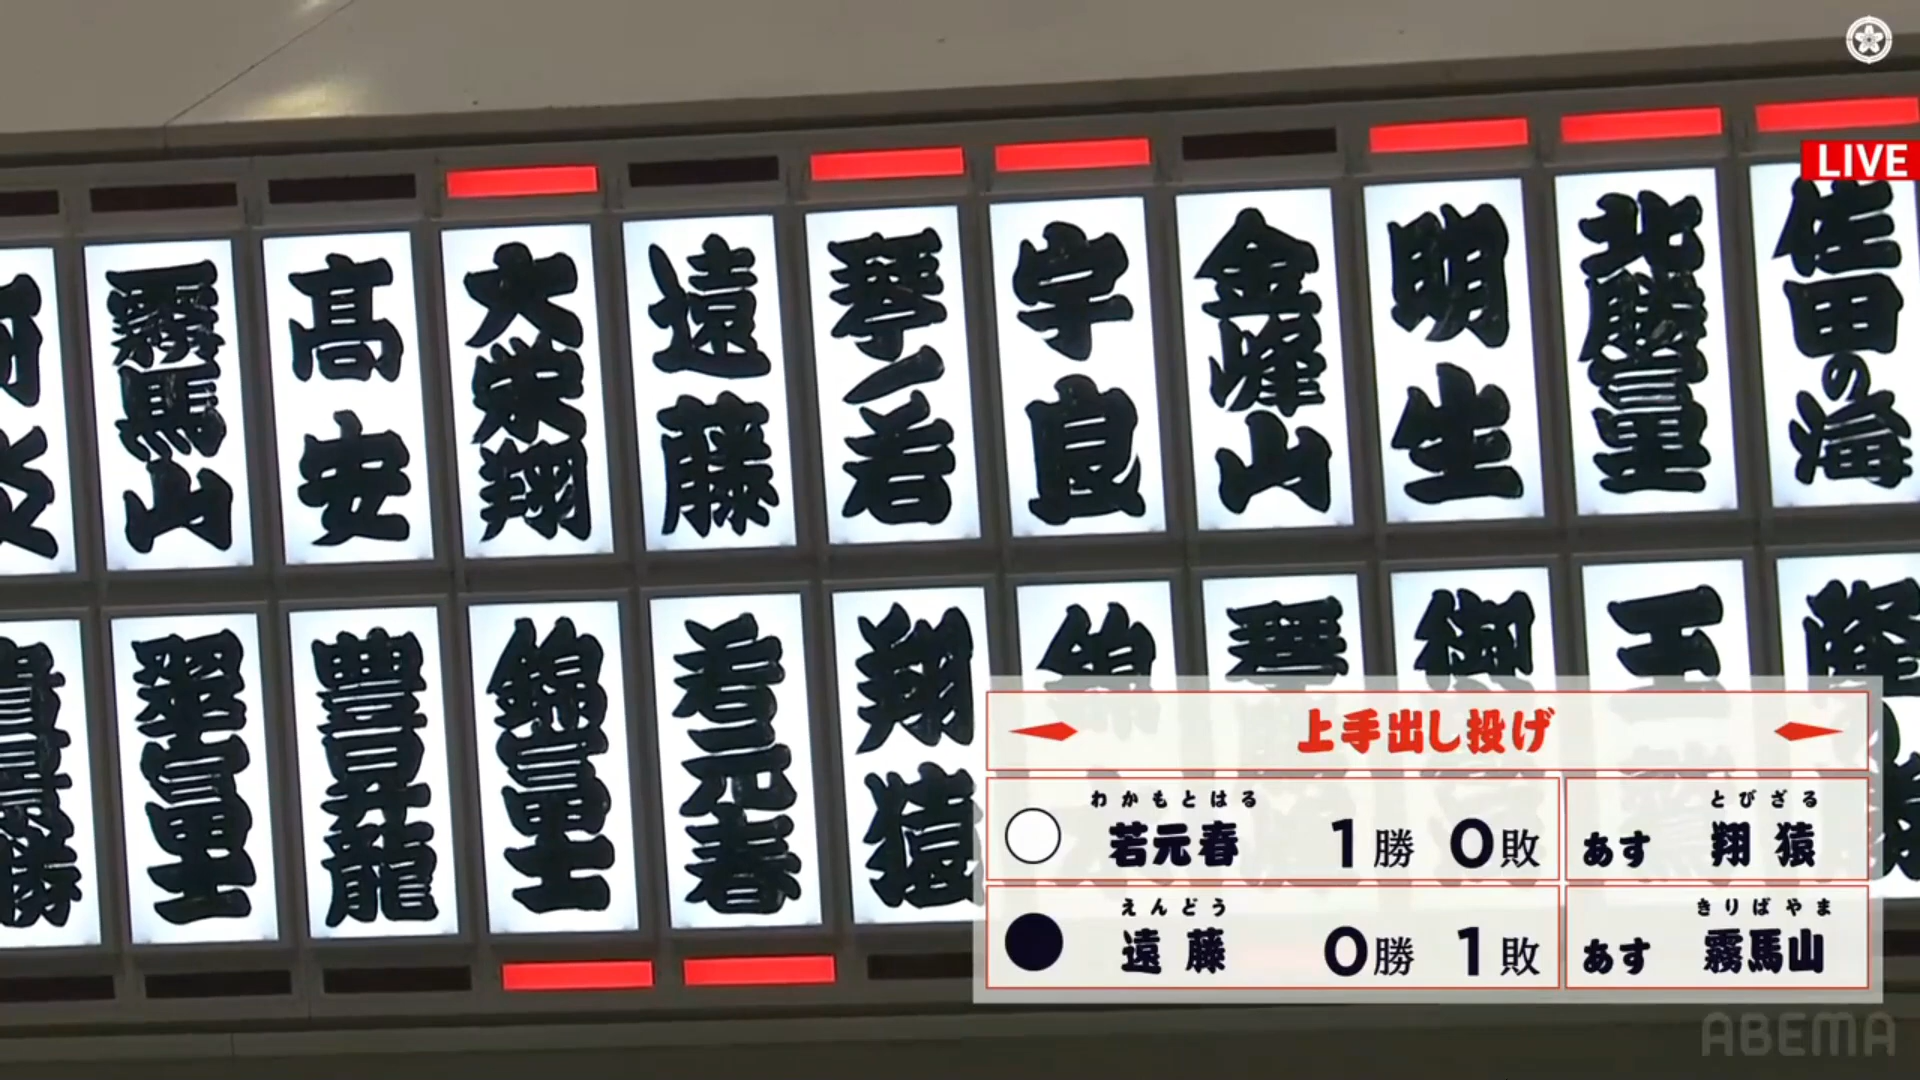 LIVE
霧馬山
髙安
大栄翔
遠藤
琴ノ若
宇良
金峰山
明生
北勝富士
佐田の海
翠富士
豊昇龍
錦富士
若元春
翔猿
上手出し投げ
わかもとはる
とびざる
若元春 1勝 0敗 あす 翔猿
えんどう
きりばやま
遠藤 0勝 1敗 あす 霧馬山
ABEMA